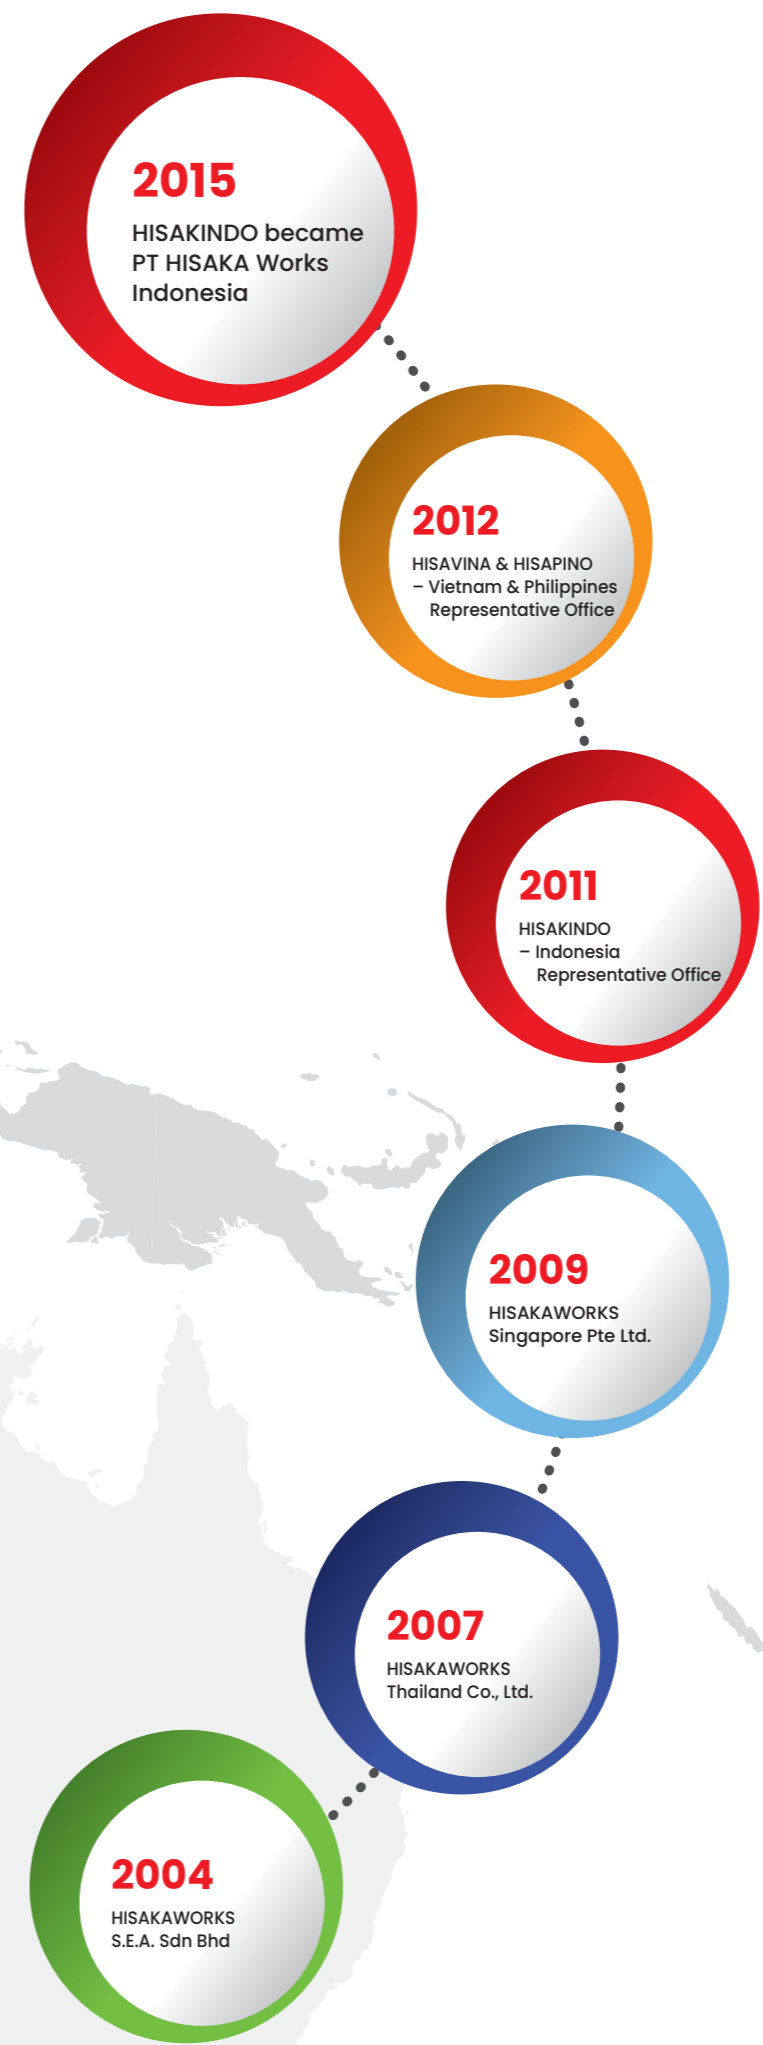 2015
HISAKINDO became
PT HISAKA Works
Indonesia
2012
HISAVINA & HISAPINO
– Vietnam & Philippines
Representative Office
2011
HISAKINDO
– Indonesia
Representative Office
2009
HISAKAWORKS
Singapore Pte Ltd.
2007
HISAKAWORKS
Thailand Co., Ltd.
2004
HISAKAWORKS
S.E.A. Sdn Bhd